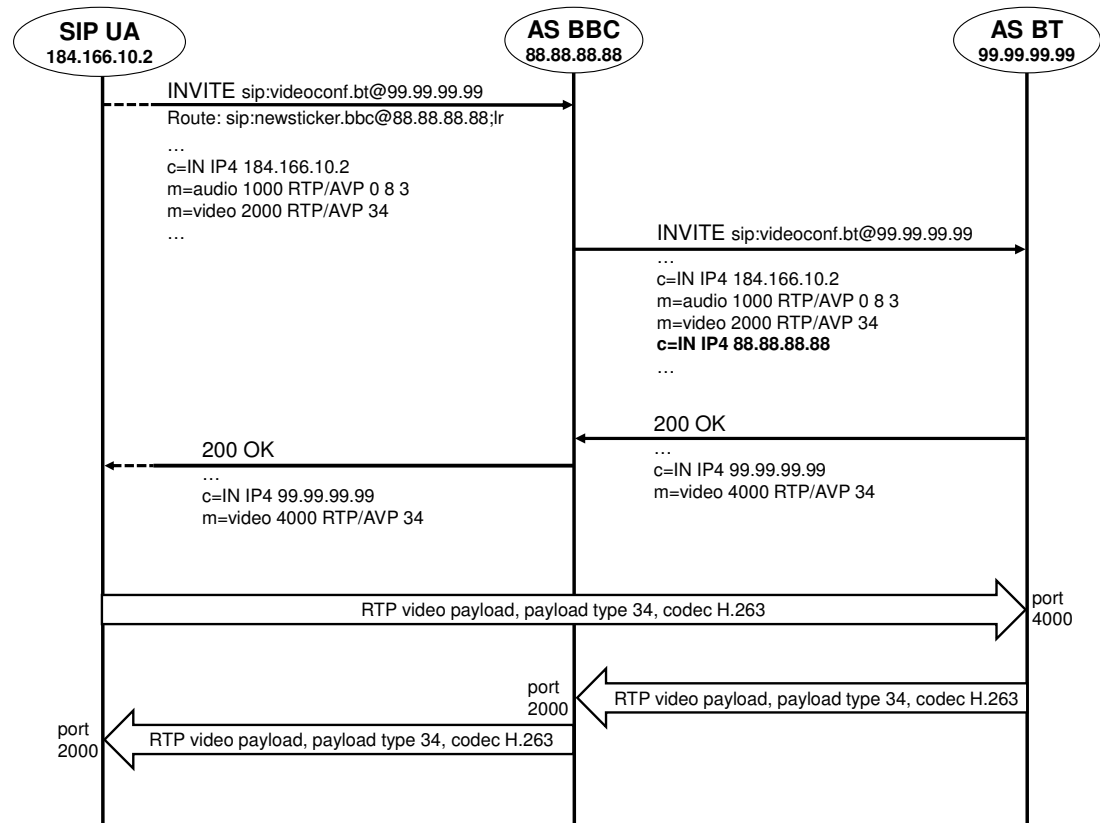 SIP UA
184.166.10.2
AS BBC
88.88.88.88
AS BT
99.99.99.99
INVITE sip:videoconf.bt@99.99.99.99
Route: sip:newsticker.bbc@88.88.88.88;lr
…
c=IN IP4 184.166.10.2
m=audio 1000 RTP/AVP 0 8 3
m=video 2000 RTP/AVP 34
…
INVITE sip:videoconf.bt@99.99.99.99
…
c=IN IP4 184.166.10.2
m=audio 1000 RTP/AVP 0 8 3
m=video 2000 RTP/AVP 34
c=IN IP4 88.88.88.88
…
200 OK
…
c=IN IP4 99.99.99.99
m=video 4000 RTP/AVP 34
200 OK
…
c=IN IP4 99.99.99.99
m=video 4000 RTP/AVP 34
RTP video payload, payload type 34, codec H.263
port
4000
port
2000
RTP video payload, payload type 34, codec H.263
port
2000
RTP video payload, payload type 34, codec H.263